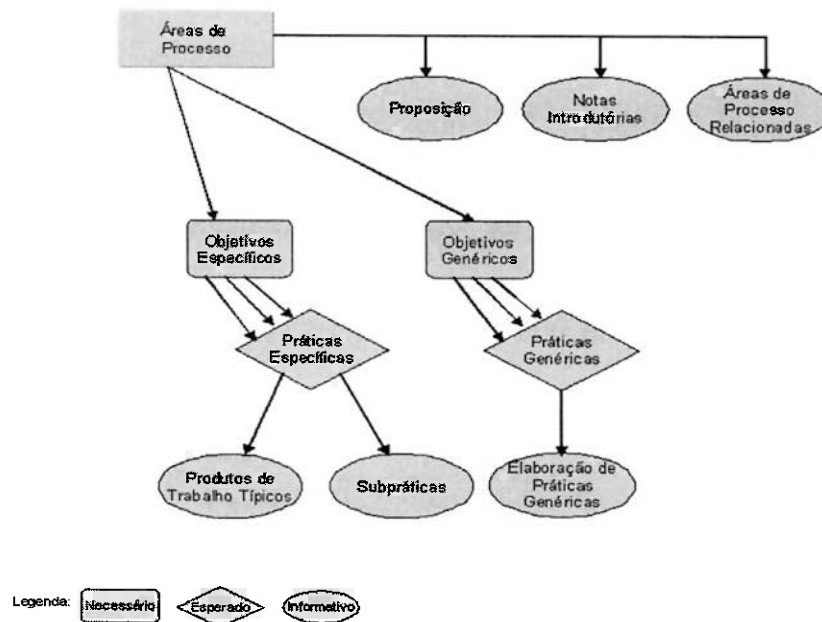 Áreas de
Processo
Proposição
Notas
Introdutórias
Áreas de
Processo
Relacionadas
Objetivos
Específicos
Objetivos
Genéricos
Práticas
Específicas
Práticas
Genéricas
Produtos de
Trabalho Típicos
Subpráticas
Elaboração de
Práticas
Genéricas
Legenda: Necessário Esperado Informativo